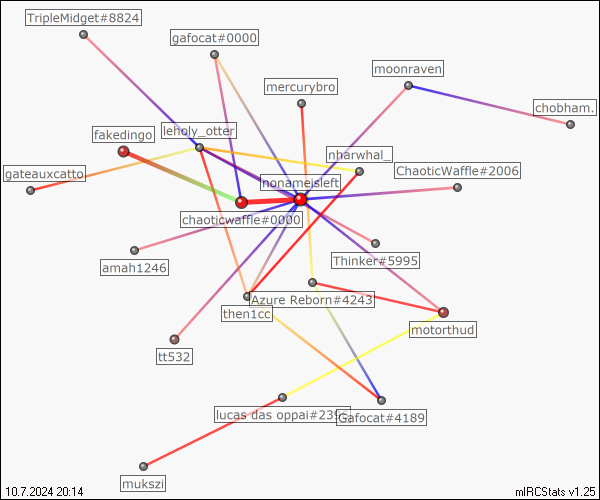 TripleMidget#8824
gafocat#0000
moonraven
mercurybro
chobham.
leholy_otter
fakedingo
nharwhal_
gateauxcatto
ChaoticWaffle#2006
nonameisleft
chaoticwaffle#0000
Thinker#5995
amah1246
Azure Reborn#4243
then1cc
motorthud
tt532
lucas das oppai#239
Gafocat#4189
mukszi
10.7.2024 20:14
mIRCStats v1.25